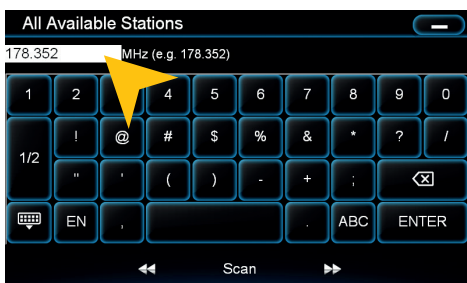 All Available Stations
178.352 MHz (e.g. 178.352)
1 2 4 5 6 7 8 9 0
1/2 ! @ # $ % & * ? /
" ' ( ) - + ;
EN , . ABC ENTER
Scan